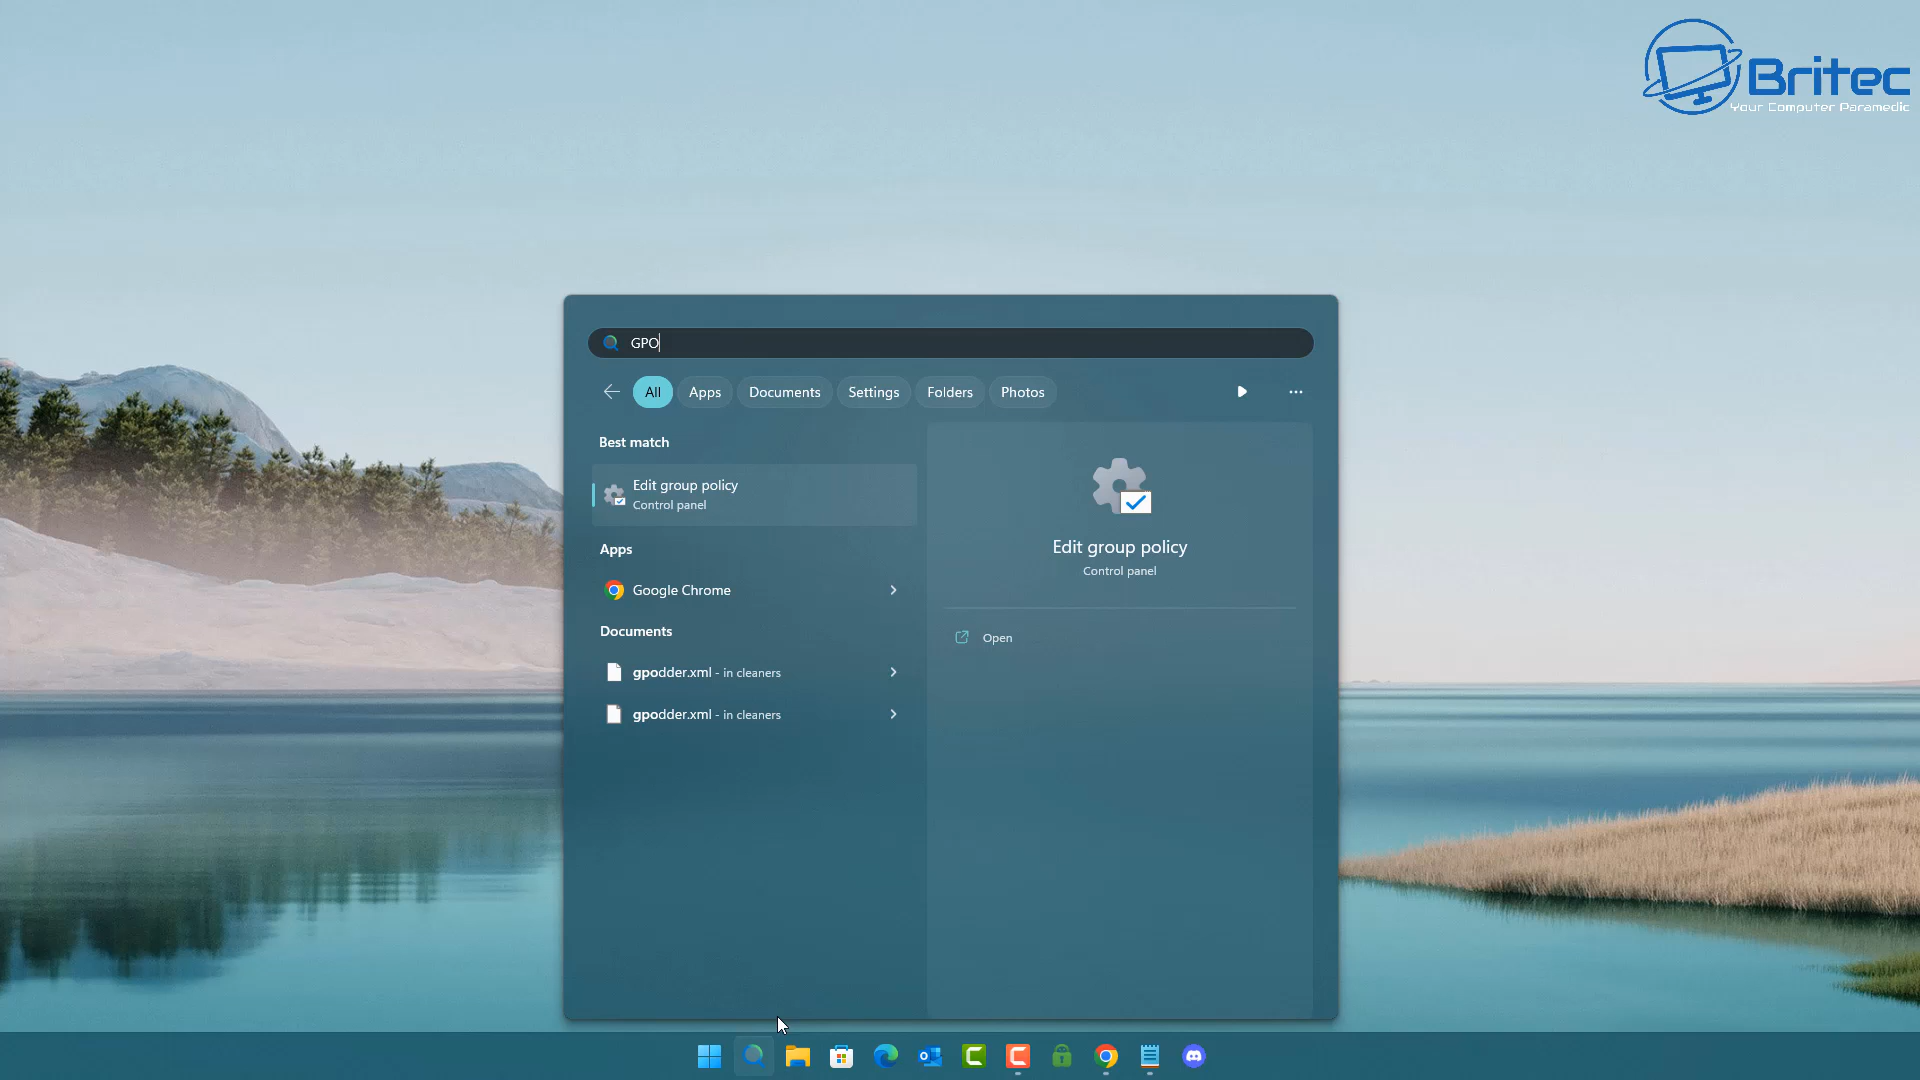 Britec
Your Computer Paramedic
GPO
All Apps Documents Settings Folders Photos
Best match
Edit group policy
Control panel
Apps
Google Chrome
Documents
gpodder.xml - in cleaners
gpodder.xml - in cleaners
Edit group policy
Control panel
Open